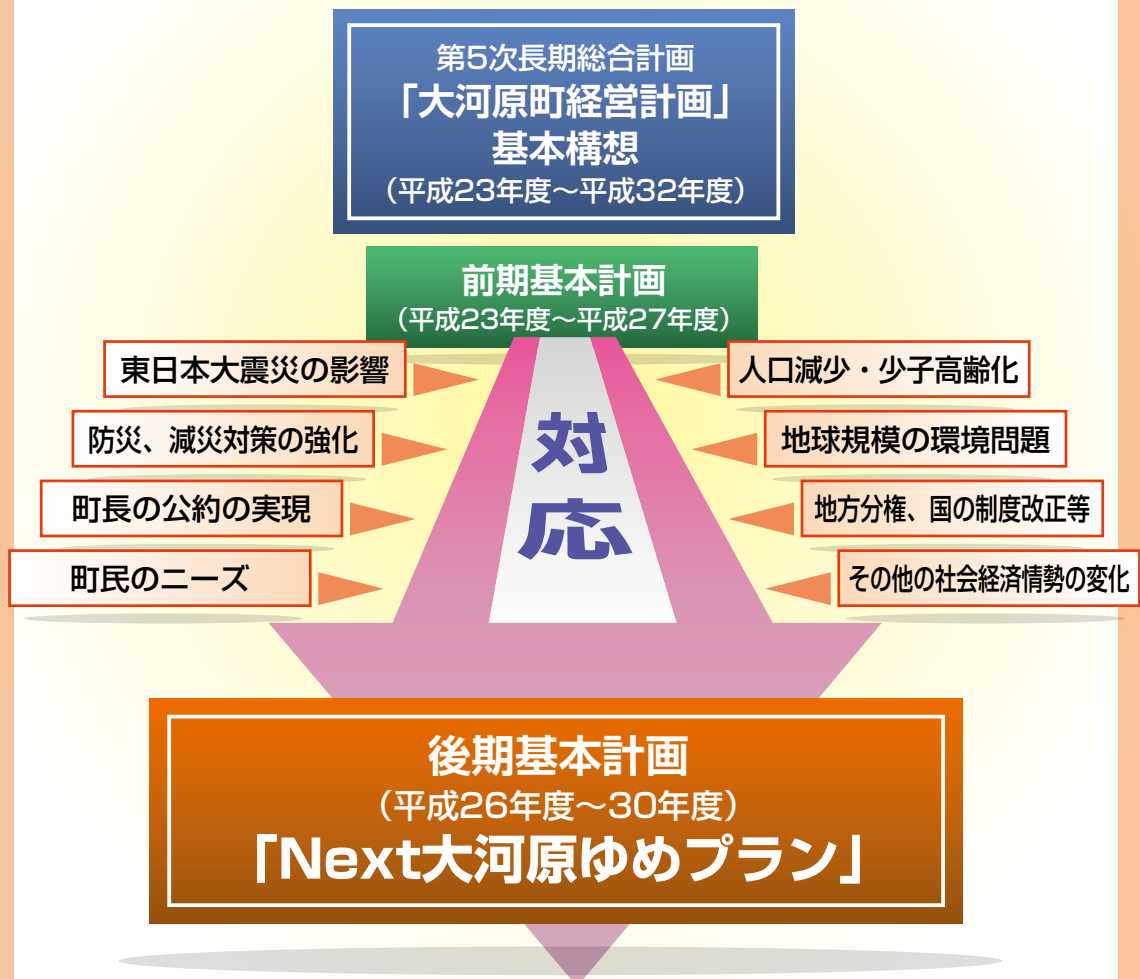 第5次長期総合計画
「大河原町経営計画」
基本構想
（平成23年度～平成32年度）
前期基本計画
（平成23年度～平成27年度）
東日本大震災の影響
防災、減災対策の強化
町長の公約の実現
町民のニーズ
対
応
人口減少・少子高齢化
地球規模の環境問題
地方分権、国の制度改正等
その他の社会経済情勢の変化
後期基本計画
（平成26年度～30年度）
「Next大河原ゆめプラン」